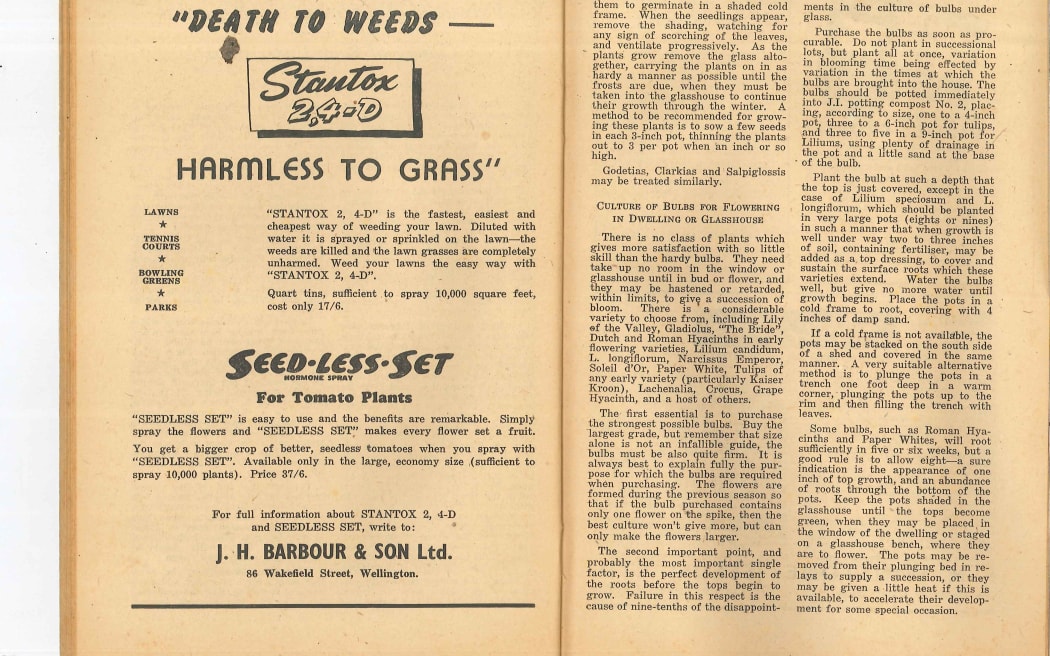 "DEATH TO WEEDS —
Stantox
2,4-D
HARMLESS TO GRASS"
LAWNS
★
TENNIS
COURTS
★
BOWLING
GREENS
★
PARKS
"STANTOX 2, 4-D" is the fastest, easiest and
cheapest way of weeding your lawn. Diluted with
water it is sprayed or sprinkled on the lawn—the
weeds are killed and the lawn grasses are completely
unharmed. Weed your lawns the easy way with
"STANTOX 2, 4-D".
Quart tins, sufficient to spray 10,000 square feet,
cost only 17/6.
SEED-LESS-SET
HORMONE SPRAY
For Tomato Plants
"SEEDLESS SET" is easy to use and the benefits are remarkable. Simply
spray the flowers and "SEEDLESS SET" makes every flower set a fruit.
You get a bigger crop of better, seedless tomatoes when you spray with
"SEEDLESS SET". Available only in the large, economy size (sufficient to
spray 10,000 plants). Price 37/6.
For full information about STANTOX 2, 4-D
and SEEDLESS SET, write to:
J. H. BARBOUR & SON Ltd.
86 Wakefield Street, Wellington.
them to germinate in a shaded cold
frame. When the seedlings appear,
remove the shading, watching for
any sign of scorching of the leaves,
and ventilate progressively. As the
plants grow remove the glass alto-
gether, carrying the plants on in as
hardy a manner as possible until the
frosts are due, when they must be
taken into the glasshouse to continue
their growth through the winter. A
method to be recommended for grow-
ing these plants is to sow a few seeds
in each 3-inch pot, thinning the plants
out to 3 per pot when an inch or so
high.
Godetias, Clarkias and Salpiglossis
may be treated similarly.
CULTURE OF BULBS FOR FLOWERING
IN DWELLING OR GLASSHOUSE
There is no class of plants which
gives more satisfaction with so little
skill than the hardy bulbs. They need
take up no room in the window or
glasshouse until in bud or flower, and
they may be hastened or retarded,
within limits, to give a succession of
bloom. There is a considerable
variety to choose from, including Lily
of the Valley, Gladiolus, "The Bride",
Dutch and Roman Hyacinths in early
flowering varieties, Lilium candidum,
L. longiflorum, Narcissus Emperor,
Soleil d'Or, Paper White, Tulips of
any early variety (particularly Kaiser
Kroon), Lachenalia, Crocus, Grape
Hyacinth, and a host of others.
The first essential is to purchase
the strongest possible bulbs. Buy the
largest grade, but remember that size
alone is not an infallible guide, the
bulbs must be also quite firm. It is
always best to explain fully the pur-
pose for which the bulbs are required
when purchasing. The flowers are
formed during the previous season so
that if the bulb purchased contains
only one flower on the spike, then the
best culture won't give more, but can
only make the flowers larger.
The second important point, and
probably the most important single
factor, is the perfect development of
the roots before the tops begin to
grow. Failure in this respect is the
cause of nine-tenths of the disappoint-
ments in the culture of bulbs under
glass.
Purchase the bulbs as soon as pro-
curable. Do not plant in successional
lots, but plant all at once, variation
in blooming time being effected by
variation in the times at which the
bulbs are brought into the house. The
bulbs should be potted immediately
into J.I. potting compost No. 2, plac-
ing, according to size, one to a 4-inch
pot, three to a 6-inch pot for tulips,
and three to five in a 9-inch pot for
Liliums, using plenty of drainage in
the pot and a little sand at the base
of the bulb.
Plant the bulb at such a depth that
the top is just covered, except in the
case of Lilium speciosum and L.
longiflorum, which should be planted
in very large pots (eights or nines)
in such a manner that when growth is
well under way two to three inches
of soil, containing fertiliser, may be
added as a top dressing, to cover and
sustain the surface roots which these
varieties extend. Water the bulbs
well, but give no more water until
growth begins. Place the pots in a
cold frame to root, covering with 4
inches of damp sand.
If a cold frame is not available, the
pots may be stacked on the south side
of a shed and covered in the same
manner. A very suitable alternative
method is to plunge the pots in a
trench one foot deep in a warm
corner, plunging the pots up to the
rim and then filling the trench with
leaves.
Some bulbs, such as Roman Hya-
cinths and Paper Whites, will root
sufficiently in five or six weeks, but a
good rule is to allow eight—a sure
indication is the appearance of one
inch of top growth, and an abundance
of roots through the bottom of the
pots. Keep the pots shaded in the
glasshouse until the tops become
green, when they may be placed in
the window of the dwelling or staged
on a glasshouse bench, where they
are to flower. The pots may be re-
moved from their plunging bed in re-
lays to supply a succession, or they
may be given a little heat if this is
available, to accelerate their develop-
ment for some special occasion.